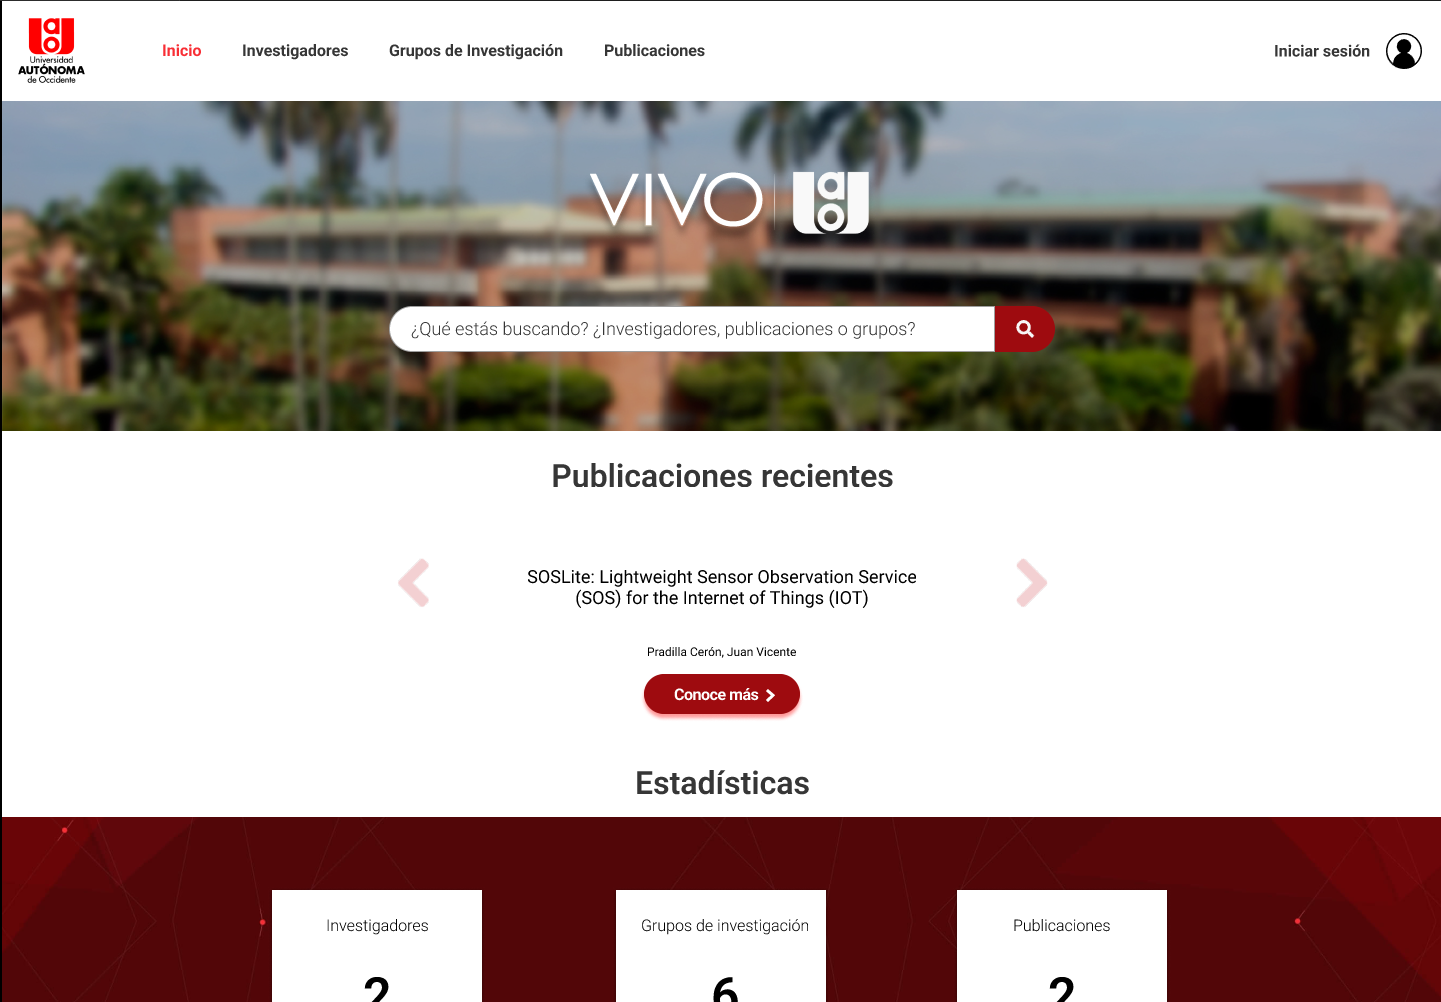 Universidad
AUTÓNOMA
de Occidente
Inicio
Investigadores
Grupos de Investigación
Publicaciones
Iniciar sesión
VIVO
¿Qué estás buscando? ¿Investigadores, publicaciones o grupos?
Publicaciones recientes
SOSLite: Lightweight Sensor Observation Service
(SOS) for the Internet of Things (IOT)
Pradilla Cerón, Juan Vicente
Conoce más
Estadísticas
Investigadores
2
Grupos de investigación
6
Publicaciones
2